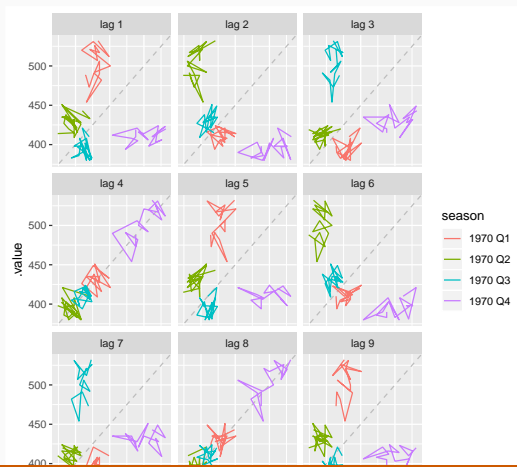 lag 1 lag 2 lag 3
500
450
400
lag 4 lag 5 lag 6
500
450
400
.value
lag 7 lag 8 lag 9
500
450
400
season
1970 Q1
1970 Q2
1970 Q3
1970 Q4